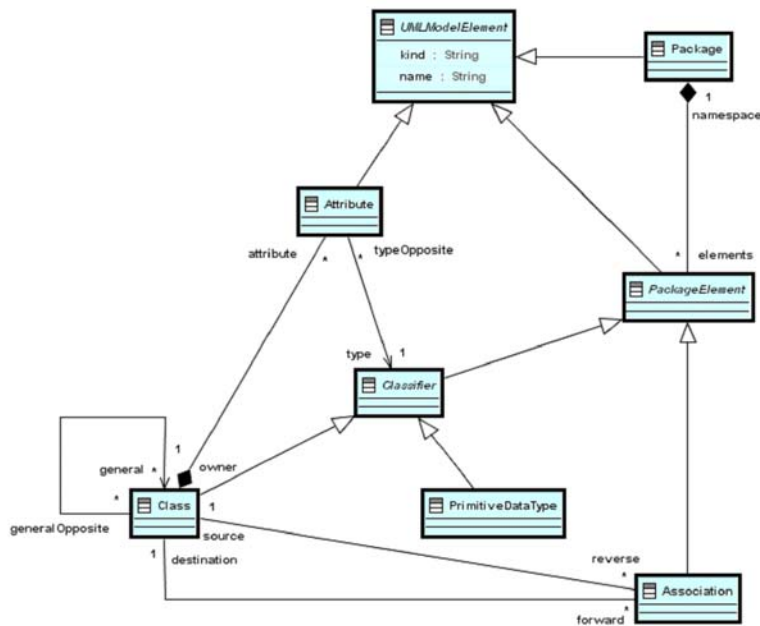 UMLModelElement
kind : String
name : String
Package
1
namespace
Attribute
attribute
*
*
typeOpposite
*
elements
PackageElement
type
1
Classifier
1
general
*
owner
*
Class
1
PrimitiveDataType
generalOpposite
source
1
destination
reverse
*
Association
*
forward